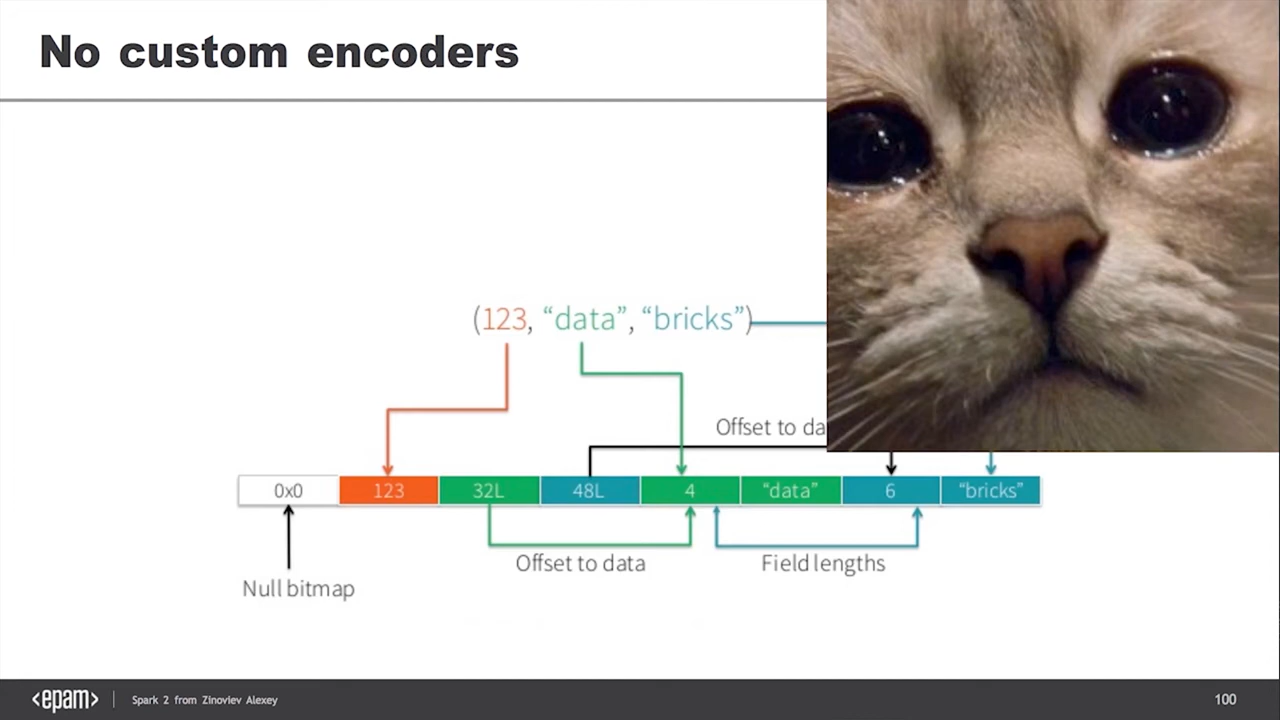 No custom encoders
(123, “data”, “bricks”)
Offset to
0x0 123 32L 48L 4 “data” 6 “bricks”
Offset to data
Field lengths
Null bitmap
<epam>
Spark 2 from Zinoviev Alexey
100